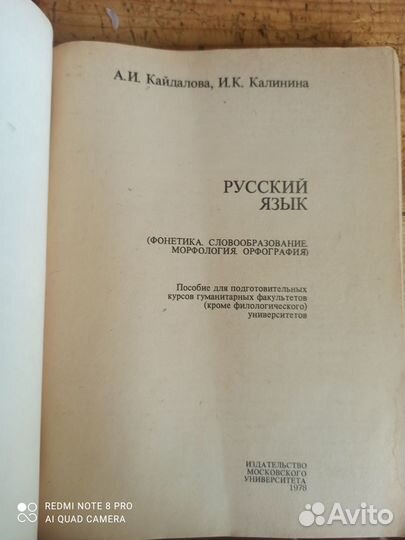 А.И. Кайдалова, И.К. Калинина
РУССКИЙ
ЯЗЫК
(ФОНЕТИКА. СЛОВООБРАЗОВАНИЕ.
МОРФОЛОГИЯ. ОРФОГРАФИЯ)
Пособие для подготовительных
курсов гуманитарных факультетов
(кроме филологического)
университетов
ИЗДАТЕЛЬСТВО
МОСКОВСКОГО
УНИВЕРСИТЕТА
1978
REDMI NOTE 8 PRO
AI QUAD CAMERA
Avito